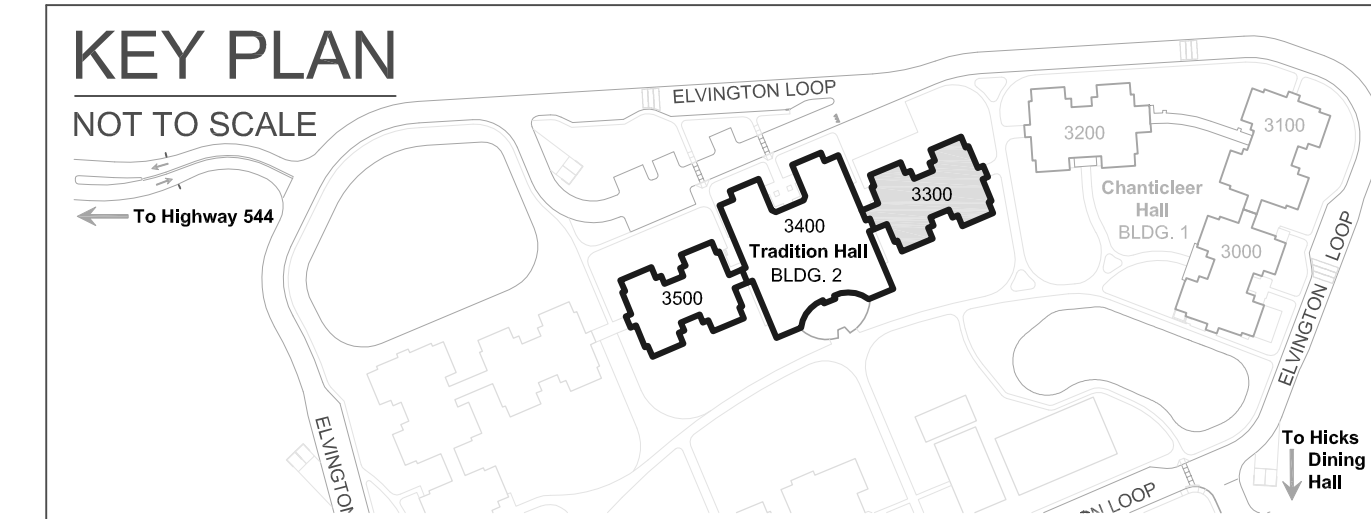 KEY PLAN
NOT TO SCALE
ELVINGTON LOOP
To Highway 544
3200
3100
3300
Chanticleer
Hall
BLDG. 1
3400
Tradition Hall
BLDG. 2
3000
3500
ELVINGTON LOOP
ELVINGTON
To Hicks
Dining
Hall
ON LOOP